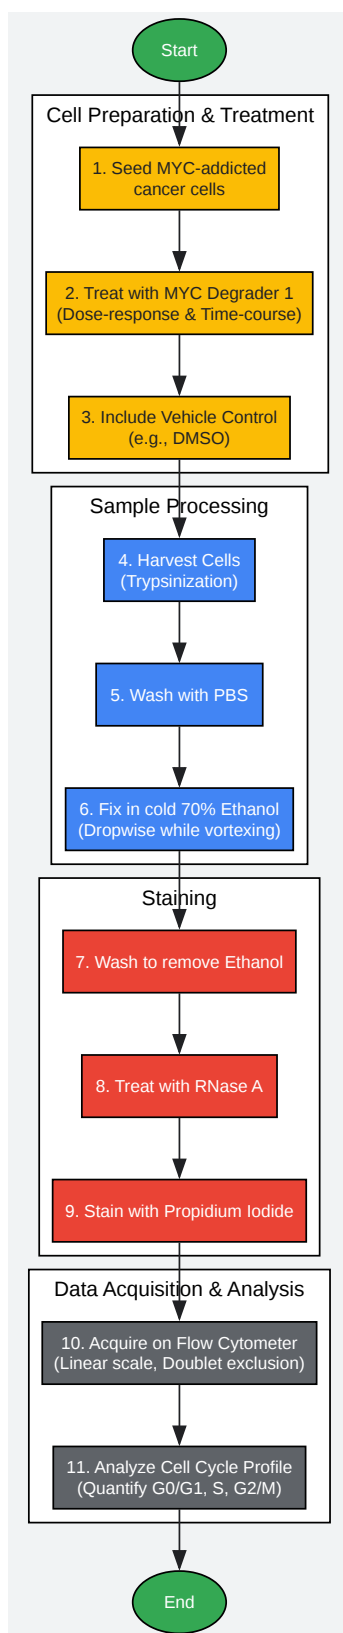 Start
Cell Preparation & Treatment
1. Seed MYC-addicted
cancer cells
2. Treat with MYC Degrader 1
(Dose-response & Time-course)
3. Include Vehicle Control
(e.g., DMSO)
Sample Processing
4. Harvest Cells
(Trypsinization)
5. Wash with PBS
6. Fix in cold 70% Ethanol
(Dropwise while vortexing)
Staining
7. Wash to remove Ethanol
8. Treat with RNase A
9. Stain with Propidium Iodide
Data Acquisition & Analysis
10. Acquire on Flow Cytometer
(Linear scale, Doublet exclusion)
11. Analyze Cell Cycle Profile
(Quantify G0/G1, S, G2/M)
End